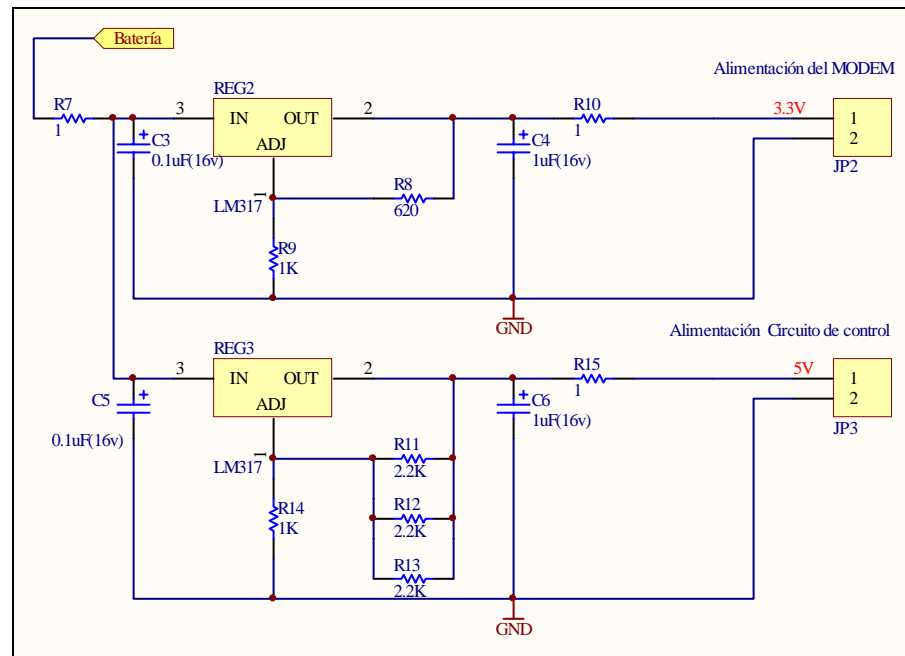 Batería
Alimentación del MODEM
R7
1
3
REG2
IN
OUT
ADJ
2
R10
1
3.3V
1
2
JP2
C3
0.1uF(16v)
C4
1uF(16v)
1
LM317
R8
620
R9
1K
GND
Alimentación Circuito de control
REG3
3
IN
OUT
ADJ
2
R15
1
5V
1
2
JP3
C5
0.1uF(16v)
C6
1uF(16v)
1
LM317
R11
2.2K
R14
1K
R12
2.2K
R13
2.2K
GND